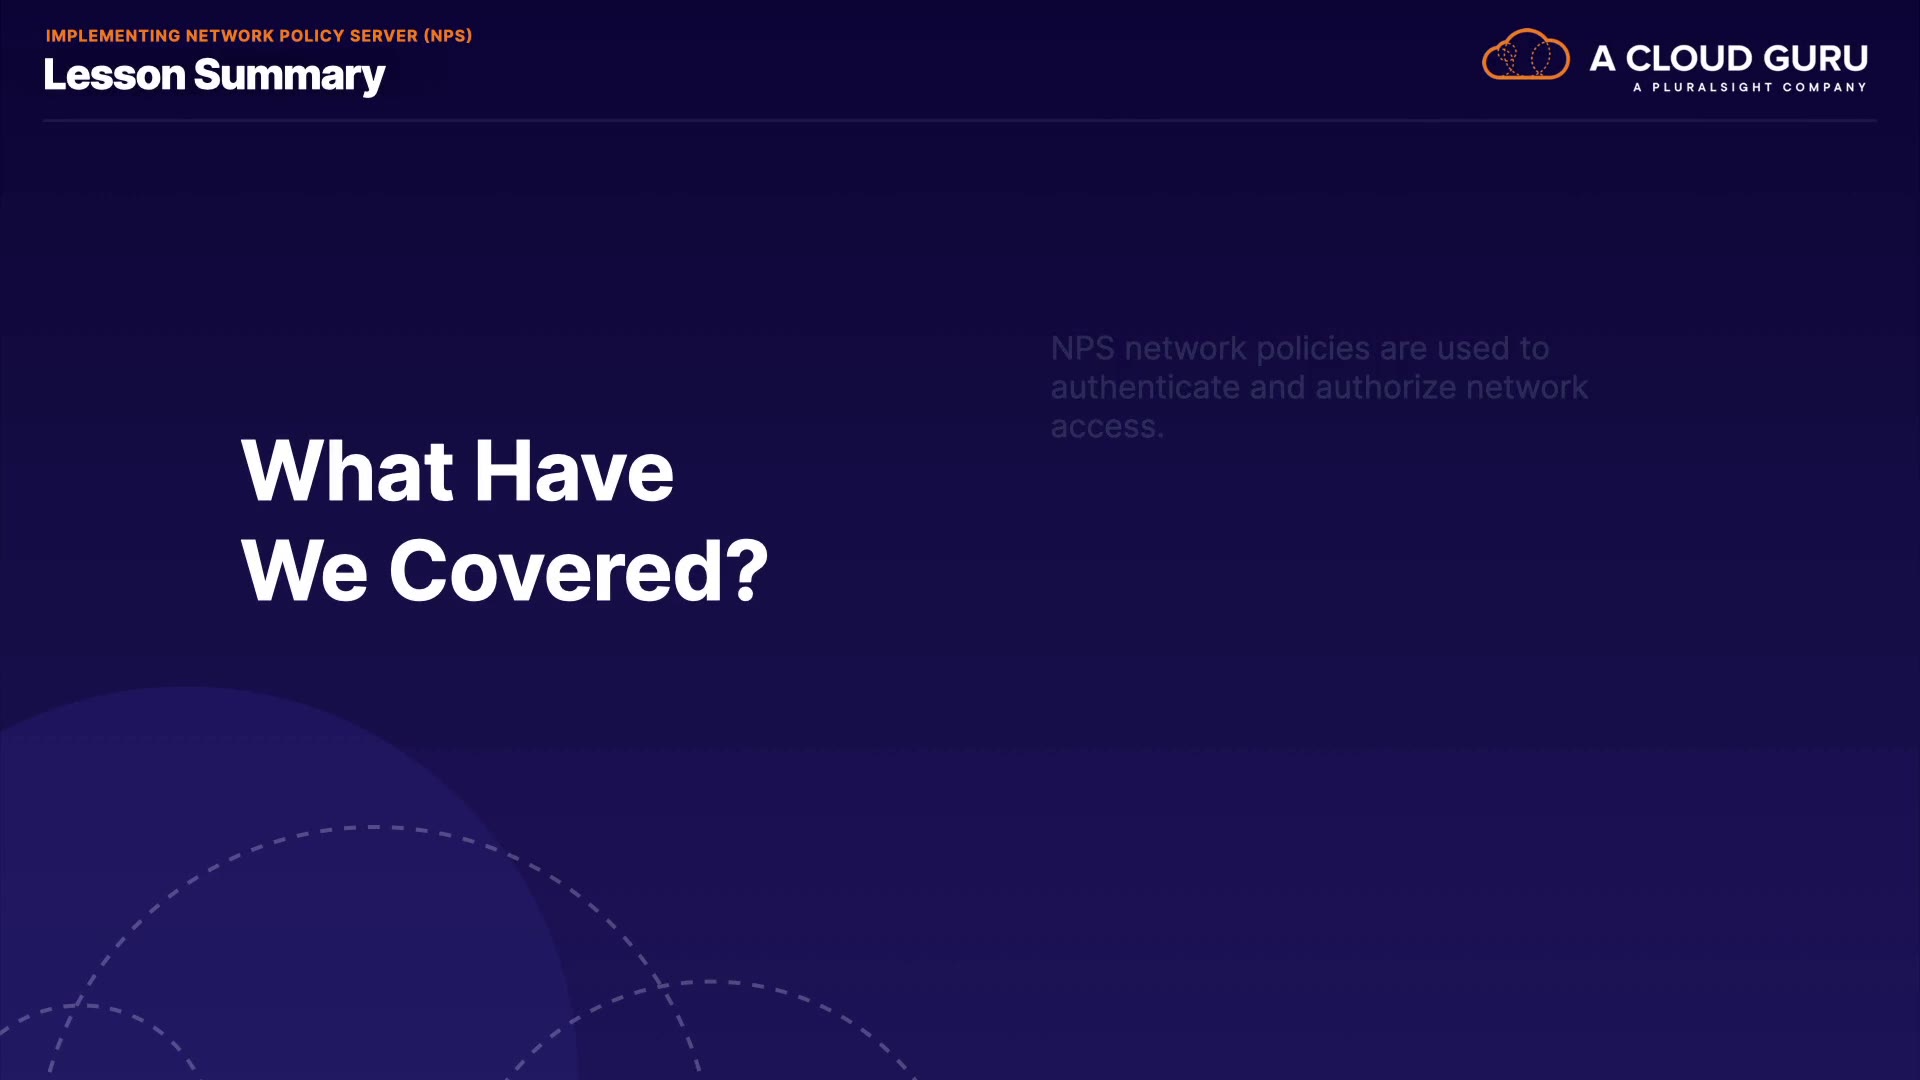 IMPLEMENTING NETWORK POLICY SERVER (NPS)
Lesson Summary
A CLOUD GURU
A PLURALSIGHT COMPANY
What Have
We Covered?
NPS network policies are used to
authenticate and authorize network
access.